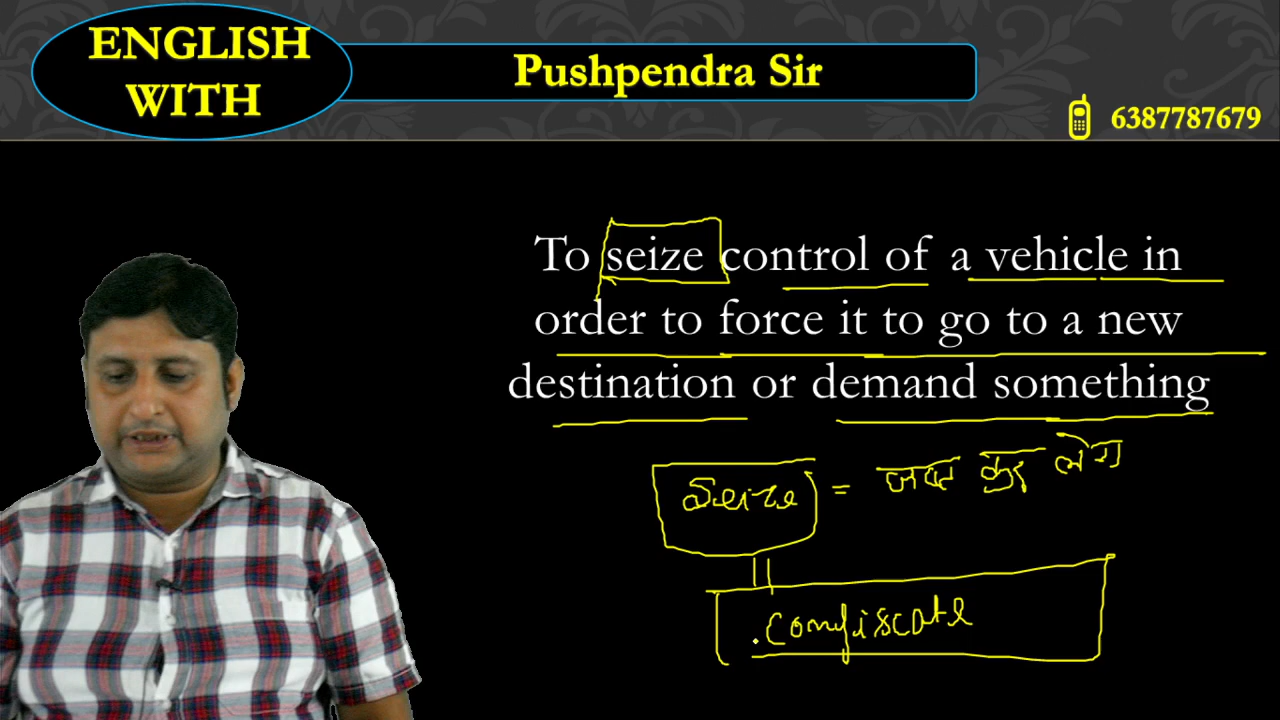 ENGLISH
WITH
Pushpendra Sir
6387787679
To seize control of a vehicle in
order to force it to go to a new
destination or demand something
seize = जब्त कर लेना
.confiscate